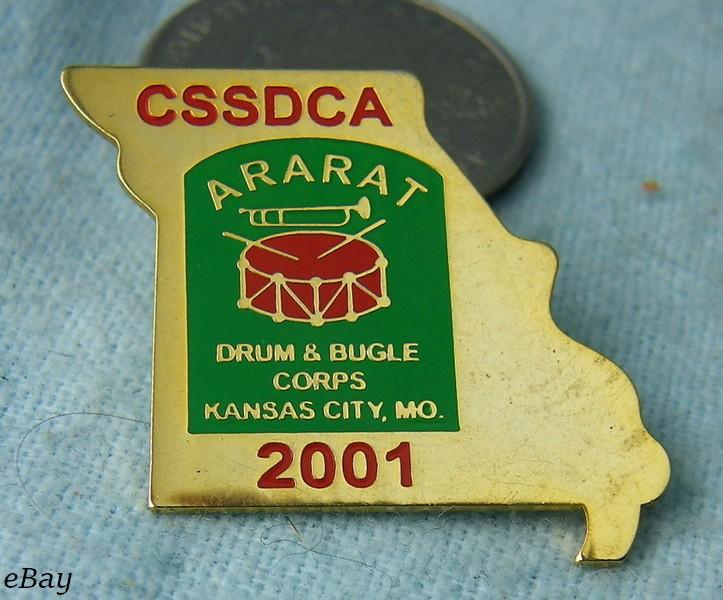 CSSDCA
ARARAT
DRUM & BUGLE
CORPS
KANSAS CITY, MO.
2001
eBay